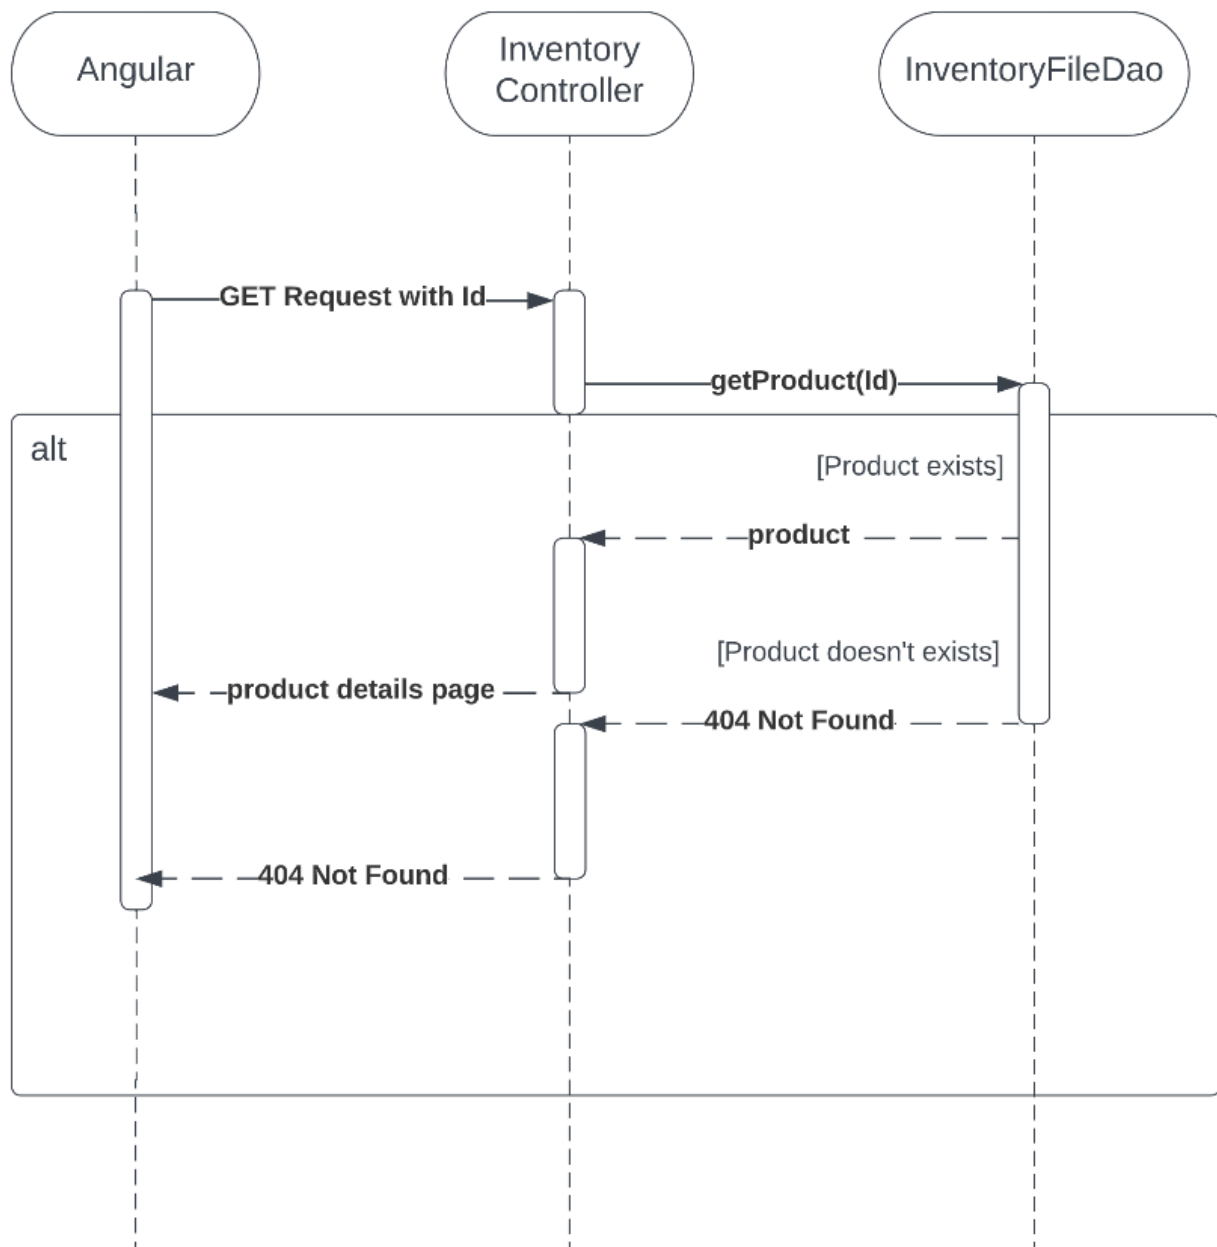 Angular
Inventory
Controller
InventoryFileDao
GET Request with Id
getProduct(Id)
alt
[Product exists]
product
[Product doesn't exists]
product details page
404 Not Found
404 Not Found